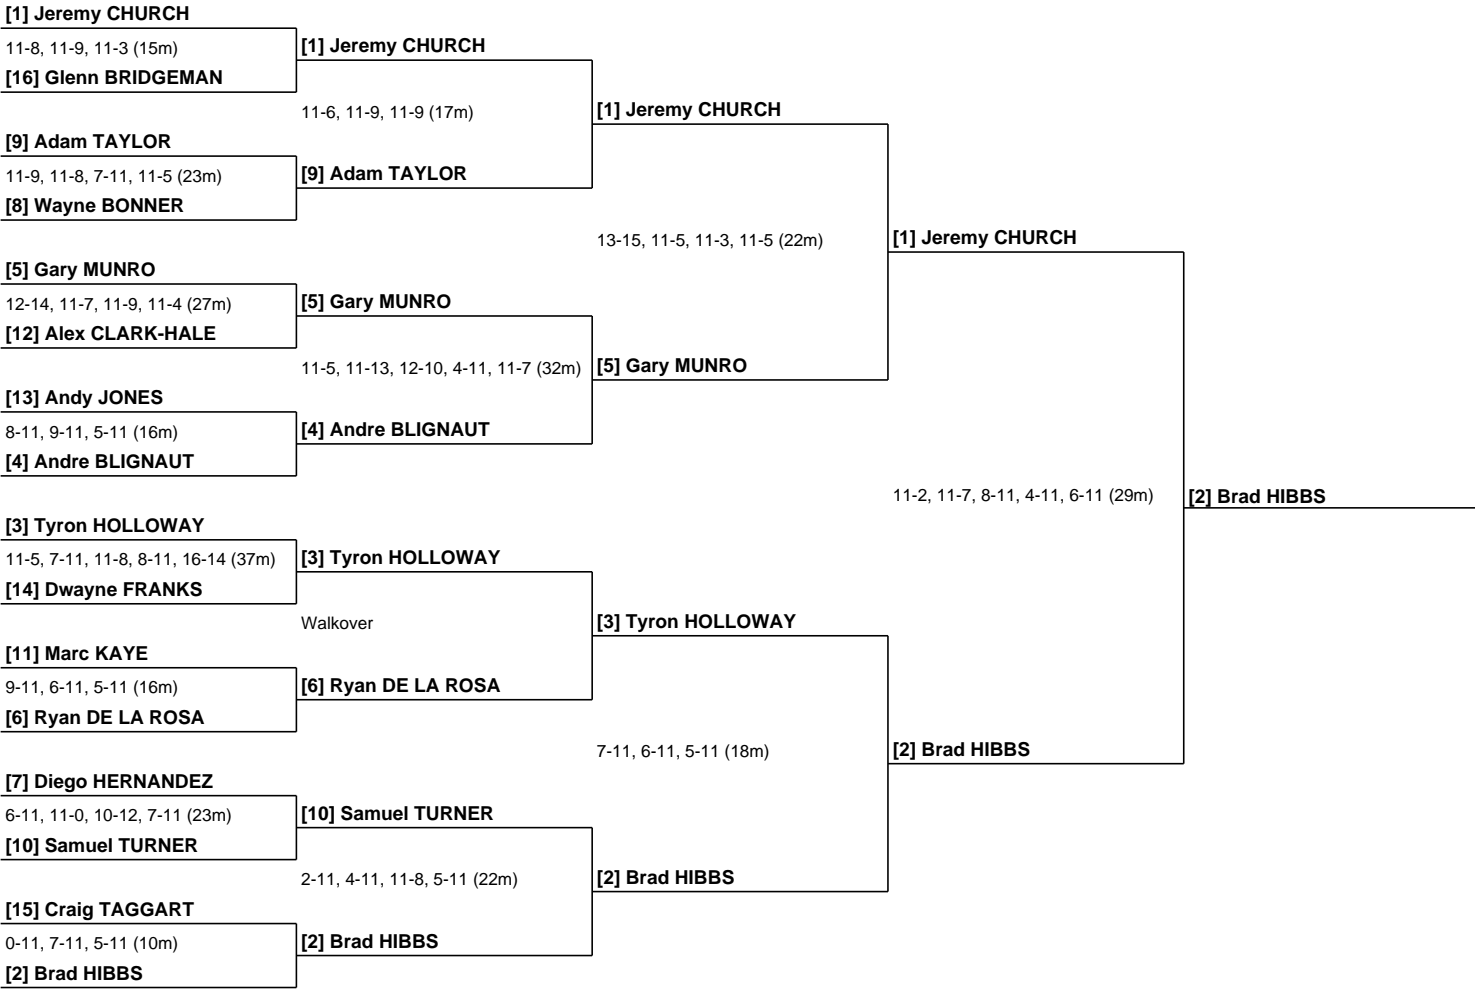 [1] Jeremy CHURCH
11-8, 11-9, 11-3 (15m)
[1] Jeremy CHURCH
[16] Glenn BRIDGEMAN
11-6, 11-9, 11-9 (17m)
[1] Jeremy CHURCH
[9] Adam TAYLOR
11-9, 11-8, 7-11, 11-5 (23m)
[9] Adam TAYLOR
[8] Wayne BONNER
13-15, 11-5, 11-3, 11-5 (22m)
[1] Jeremy CHURCH
[5] Gary MUNRO
12-14, 11-7, 11-9, 11-4 (27m)
[5] Gary MUNRO
[12] Alex CLARK-HALE
11-5, 11-13, 12-10, 4-11, 11-7 (32m)
[5] Gary MUNRO
[13] Andy JONES
8-11, 9-11, 5-11 (16m)
[4] Andre BLIGNAUT
[4] Andre BLIGNAUT
11-2, 11-7, 8-11, 4-11, 6-11 (29m)
[2] Brad HIBBS
[3] Tyron HOLLOWAY
11-5, 7-11, 11-8, 8-11, 16-14 (37m)
[3] Tyron HOLLOWAY
[14] Dwayne FRANKS
Walkover
[3] Tyron HOLLOWAY
[11] Marc KAYE
9-11, 6-11, 5-11 (16m)
[6] Ryan DE LA ROSA
[6] Ryan DE LA ROSA
7-11, 6-11, 5-11 (18m)
[2] Brad HIBBS
[7] Diego HERNANDEZ
6-11, 11-0, 10-12, 7-11 (23m)
[10] Samuel TURNER
[10] Samuel TURNER
2-11, 4-11, 11-8, 5-11 (22m)
[2] Brad HIBBS
[15] Craig TAGGART
0-11, 7-11, 5-11 (10m)
[2] Brad HIBBS
[2] Brad HIBBS